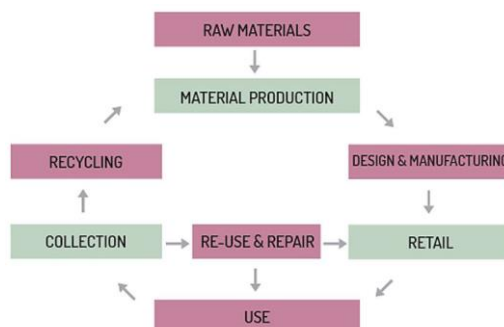 RAW MATERIALS
MATERIAL PRODUCTION
RECYCLING
DESIGN & MANUFACTURING
COLLECTION
RE-USE & REPAIR
RETAIL
USE